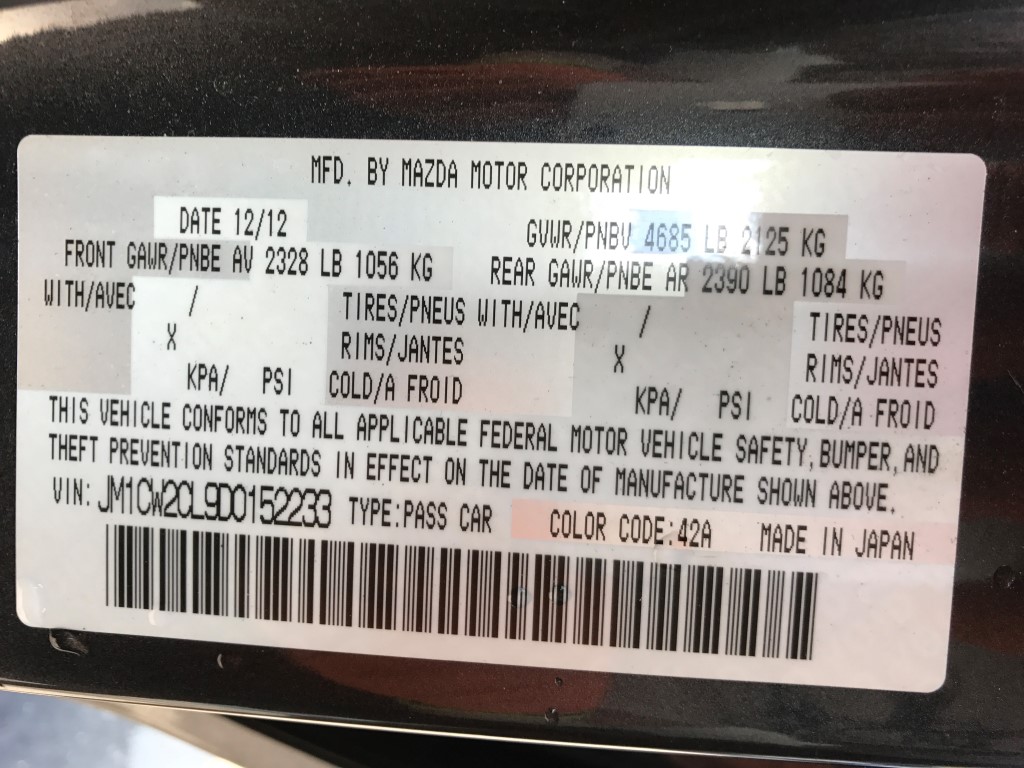 MFD. BY MAZDA MOTOR CORPORATION
DATE 12/12 GVWR/PNBV 4685 LB 2125 KG
FRONT GAWR/PNBE AV 2328 LB 1056 KG REAR GAWR/PNBE AR 2390 LB 1084 KG
WITH/AVEC / TIRES/PNEUS WITH/AVEC / TIRES/PNEUS
X RIMS/JANTES X RIMS/JANTES
KPA/ PSI COLD/A FROID KPA/ PSI COLD/A FROID
THIS VEHICLE CONFORMS TO ALL APPLICABLE FEDERAL MOTOR VEHICLE SAFETY, BUMPER, AND
THEFT PREVENTION STANDARDS IN EFFECT ON THE DATE OF MANUFACTURE SHOWN ABOVE.
VIN: JM1CW2CL9D0152233 TYPE:PASS CAR COLOR CODE:42A MADE IN JAPAN